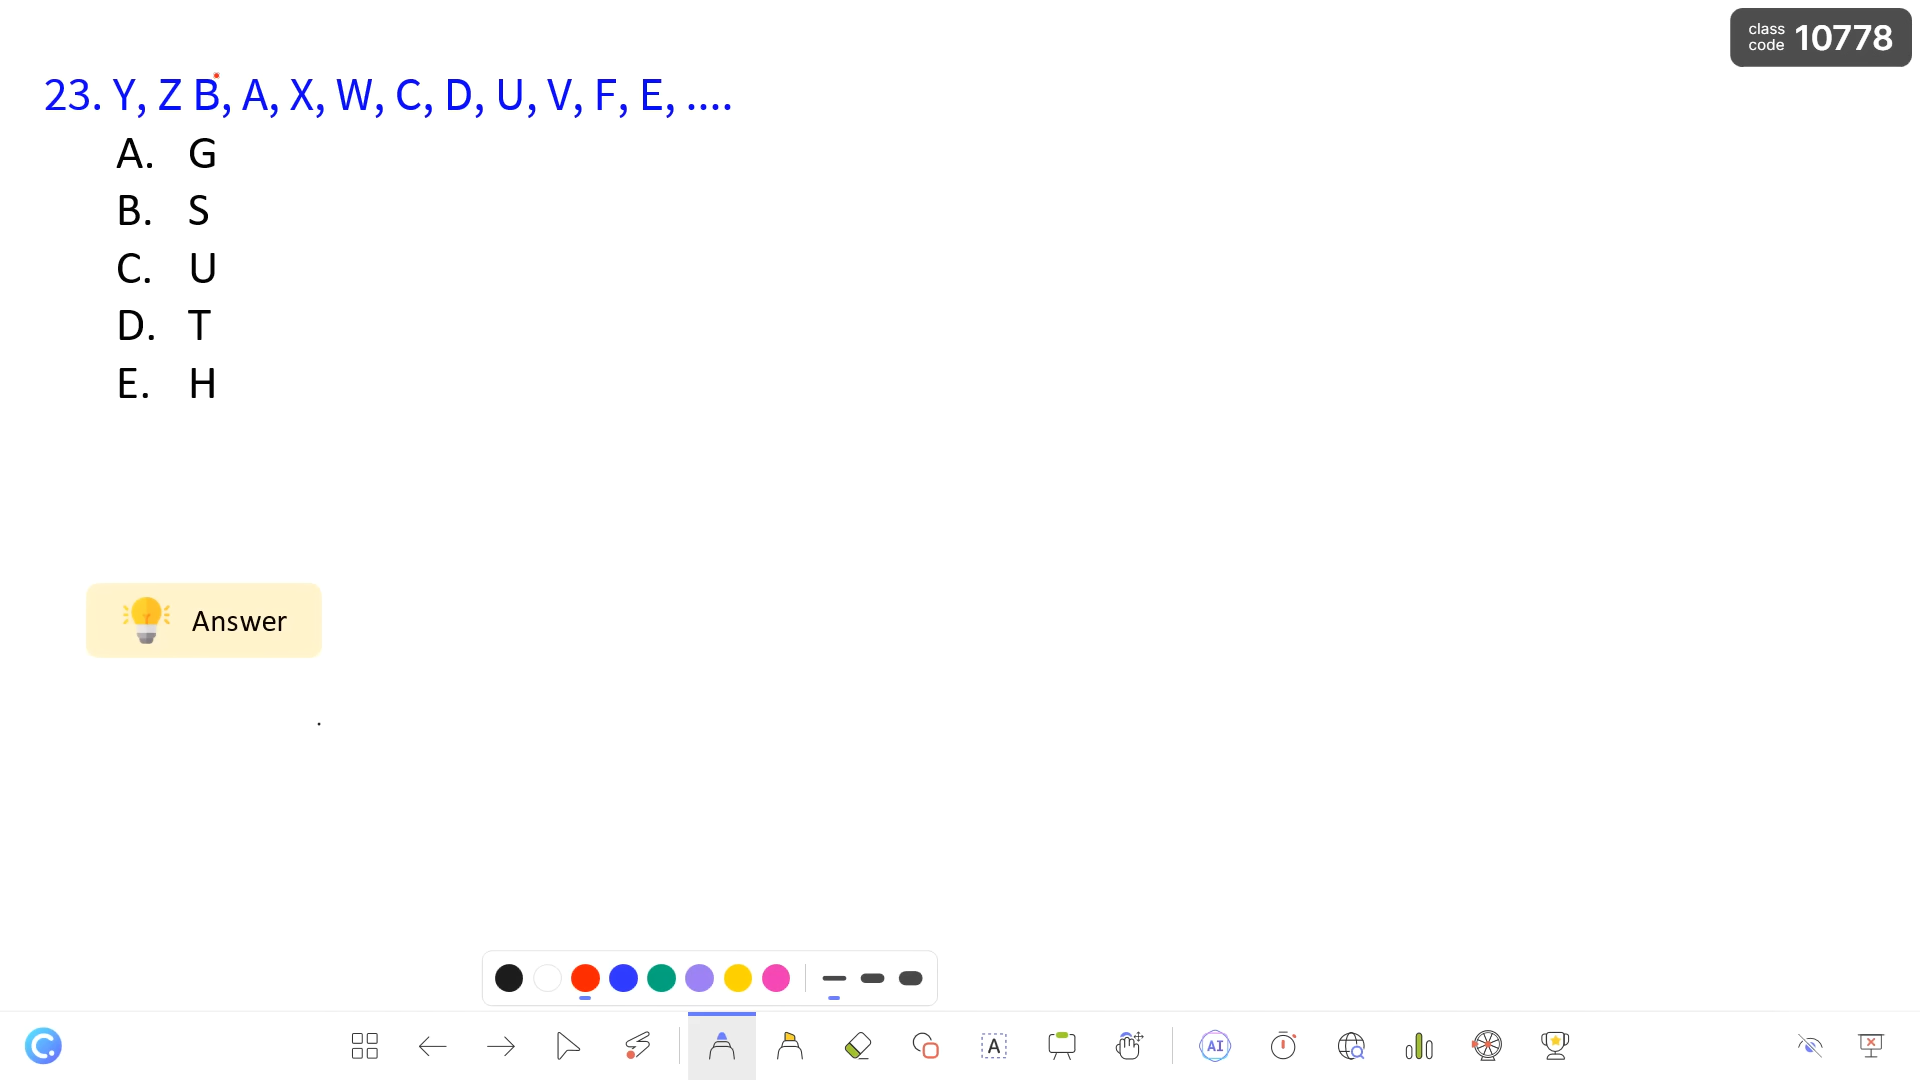 class code 10778
23. Y, Z B, A, X, W, C, D, U, V, F, E, ....
A. G
B. S
C. U
D. T
E. H
Answer
A
AI